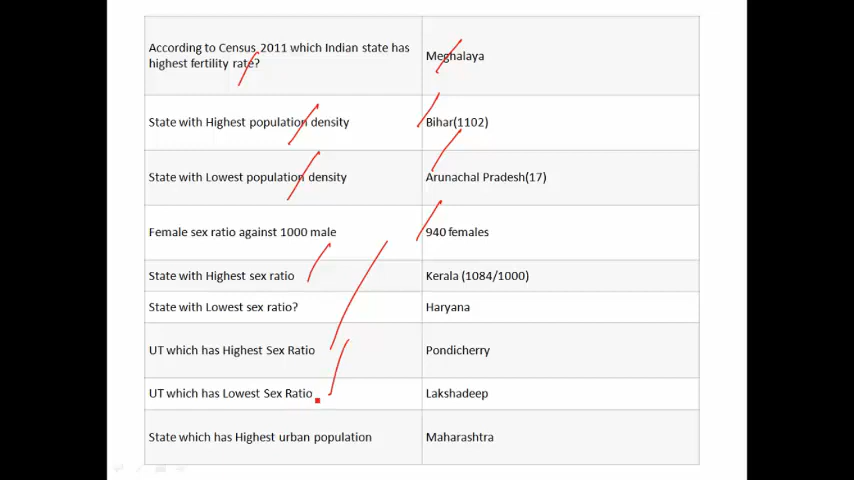 According to Census 2011 which Indian state has
highest fertility rate?
Meghalaya
State with Highest population density
Bihar(1102)
State with Lowest population density
Arunachal Pradesh(17)
Female sex ratio against 1000 male
940 females
State with Highest sex ratio
Kerala (1084/1000)
State with Lowest sex ratio?
Haryana
UT which has Highest Sex Ratio
Pondicherry
UT which has Lowest Sex Ratio
Lakshadeep
State which has Highest urban population
Maharashtra